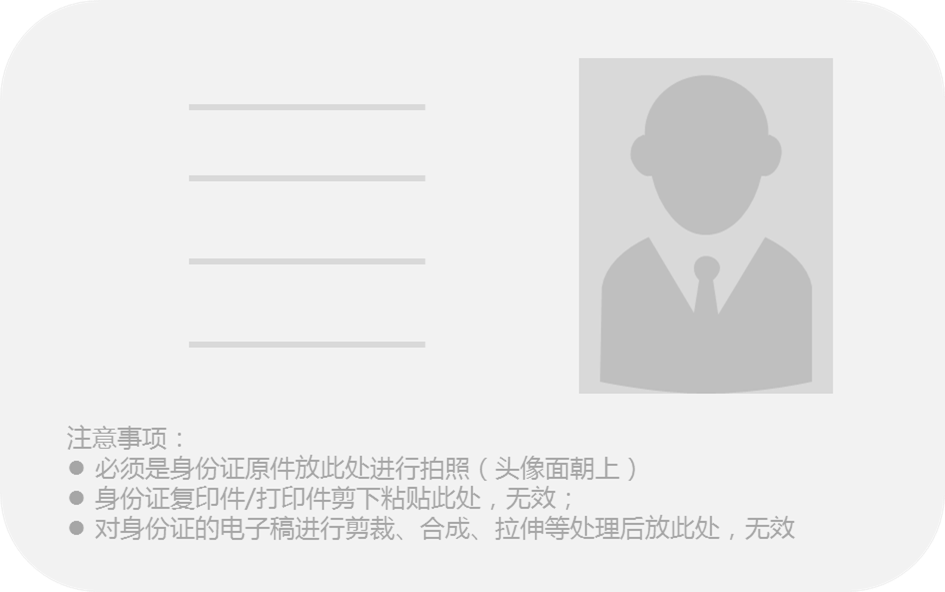 注意事项：
● 必须是身份证原件放此处进行拍照（头像面朝上）
● 身份证复印件/打印件剪下粘贴此处，无效；
● 对身份证的电子稿进行剪裁、合成、拉伸等处理后放此处，无效